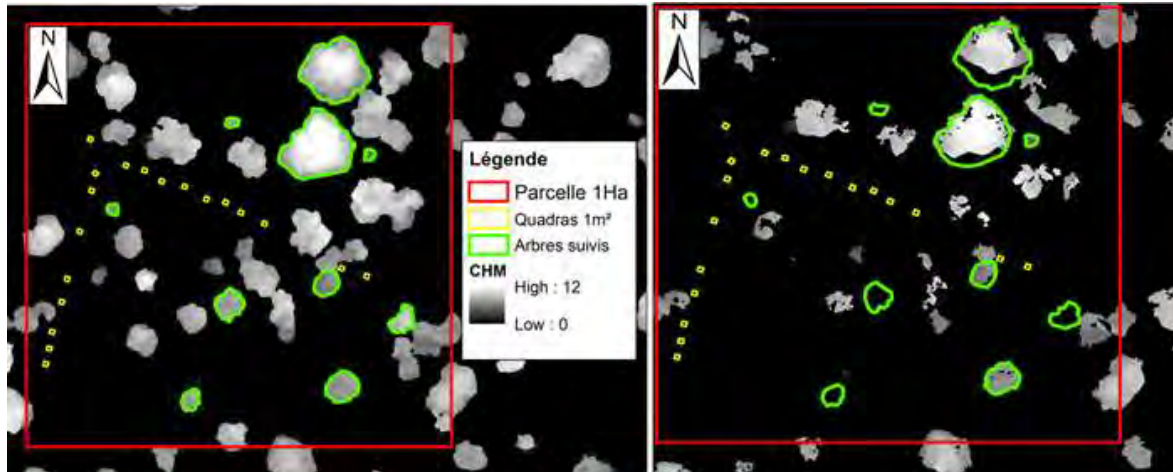 N
N
Légende
Parcelle 1Ha
Quadras 1m²
Arbres suivis
CHM
High : 12
Low : 0